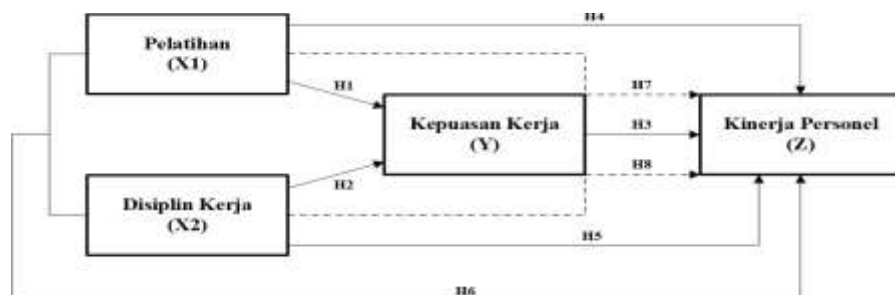 H4
Pelatihan
(X1)
H1
H7
Kepuasan Kerja
(Y)
H3
Kinerja Personel
(Z)
H8
H2
Disiplin Kerja
(X2)
H5
H6